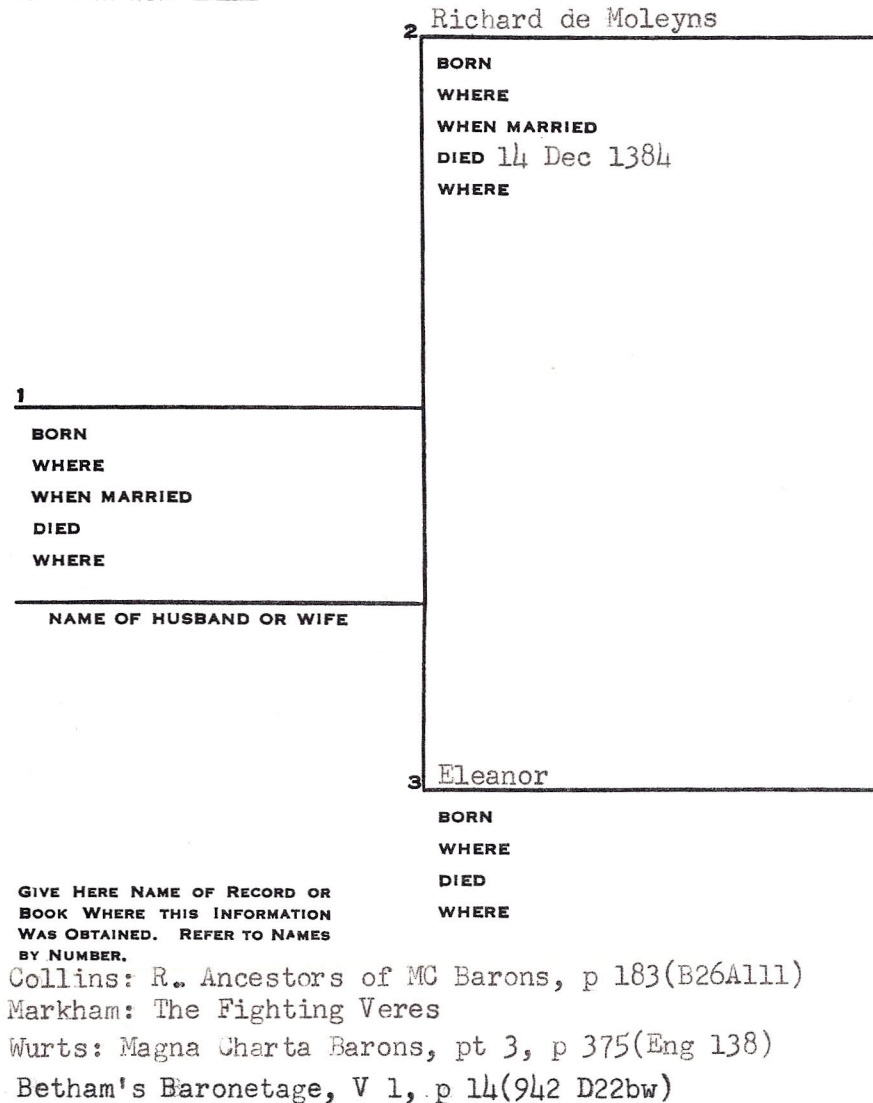 2 Richard de Moleyns
BORN
WHERE
WHEN MARRIED
DIED 14 Dec 1384
WHERE
1
BORN
WHERE
WHEN MARRIED
DIED
WHERE
NAME OF HUSBAND OR WIFE
3 Eleanor
BORN
WHERE
DIED
WHERE
GIVE HERE NAME OF RECORD OR
BOOK WHERE THIS INFORMATION
WAS OBTAINED. REFER TO NAMES
BY NUMBER.
Collins: R. Ancestors of MC Barons, p 183(B26A111)
Markham: The Fighting Veres
Wurts: Magna Charta Barons, pt 3, p 375(Eng 138)
Betham's Baronetage, V 1, p 14(942 D22bw)